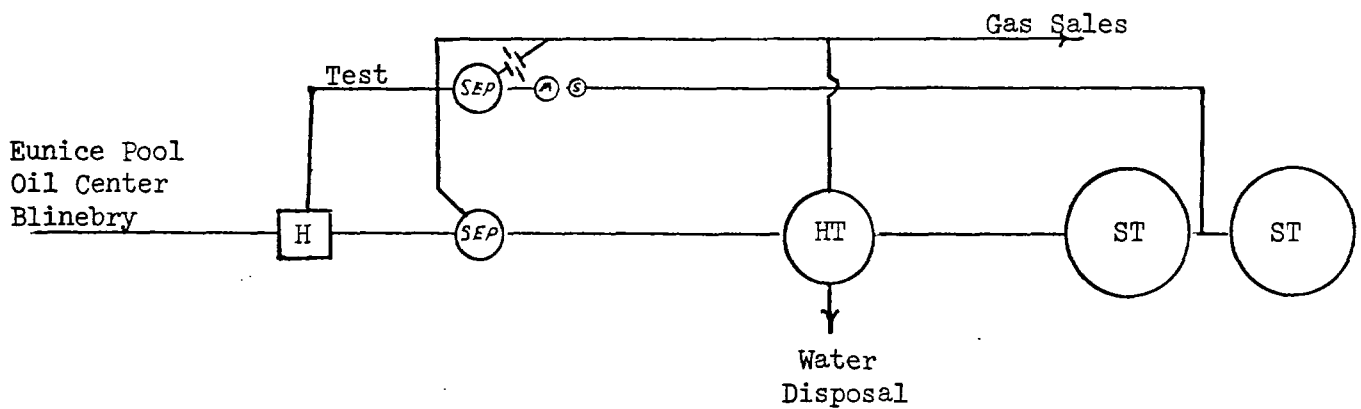 Gas Sales
Test
SEP
M S
Eunice Pool
Oil Center
Blinebry
H
SEP
HT
ST
ST
Water
Disposal